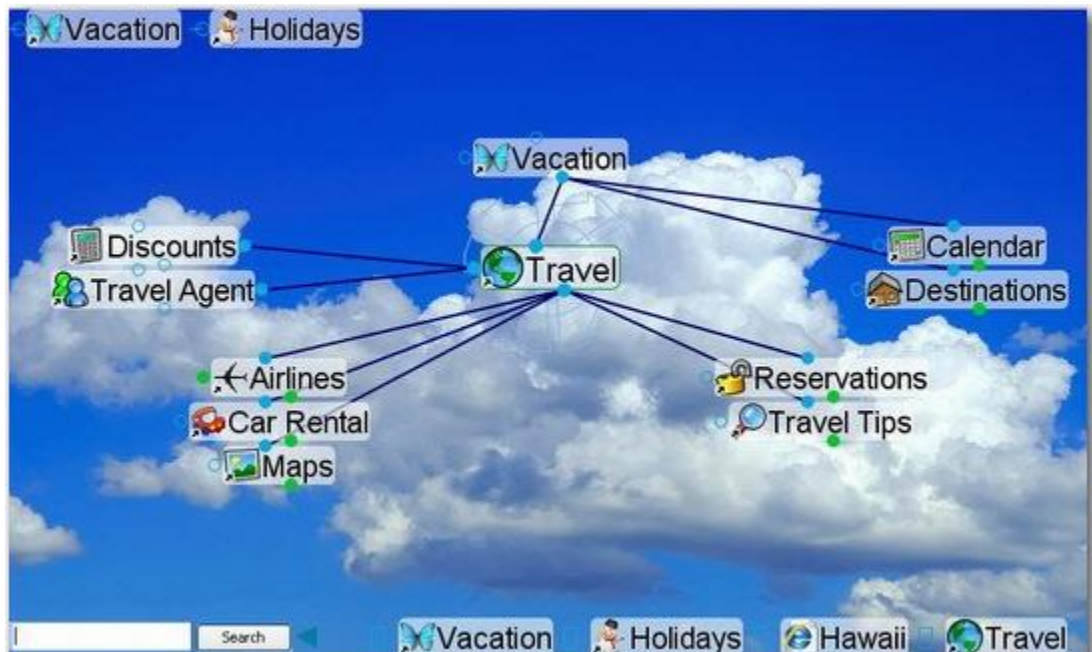 Vacation Holidays
Vacation
Discounts
Calendar
Travel
Travel Agent
Destinations
Airlines
Reservations
Car Rental
Travel Tips
Maps
Search
Vacation Holidays Hawaii Travel